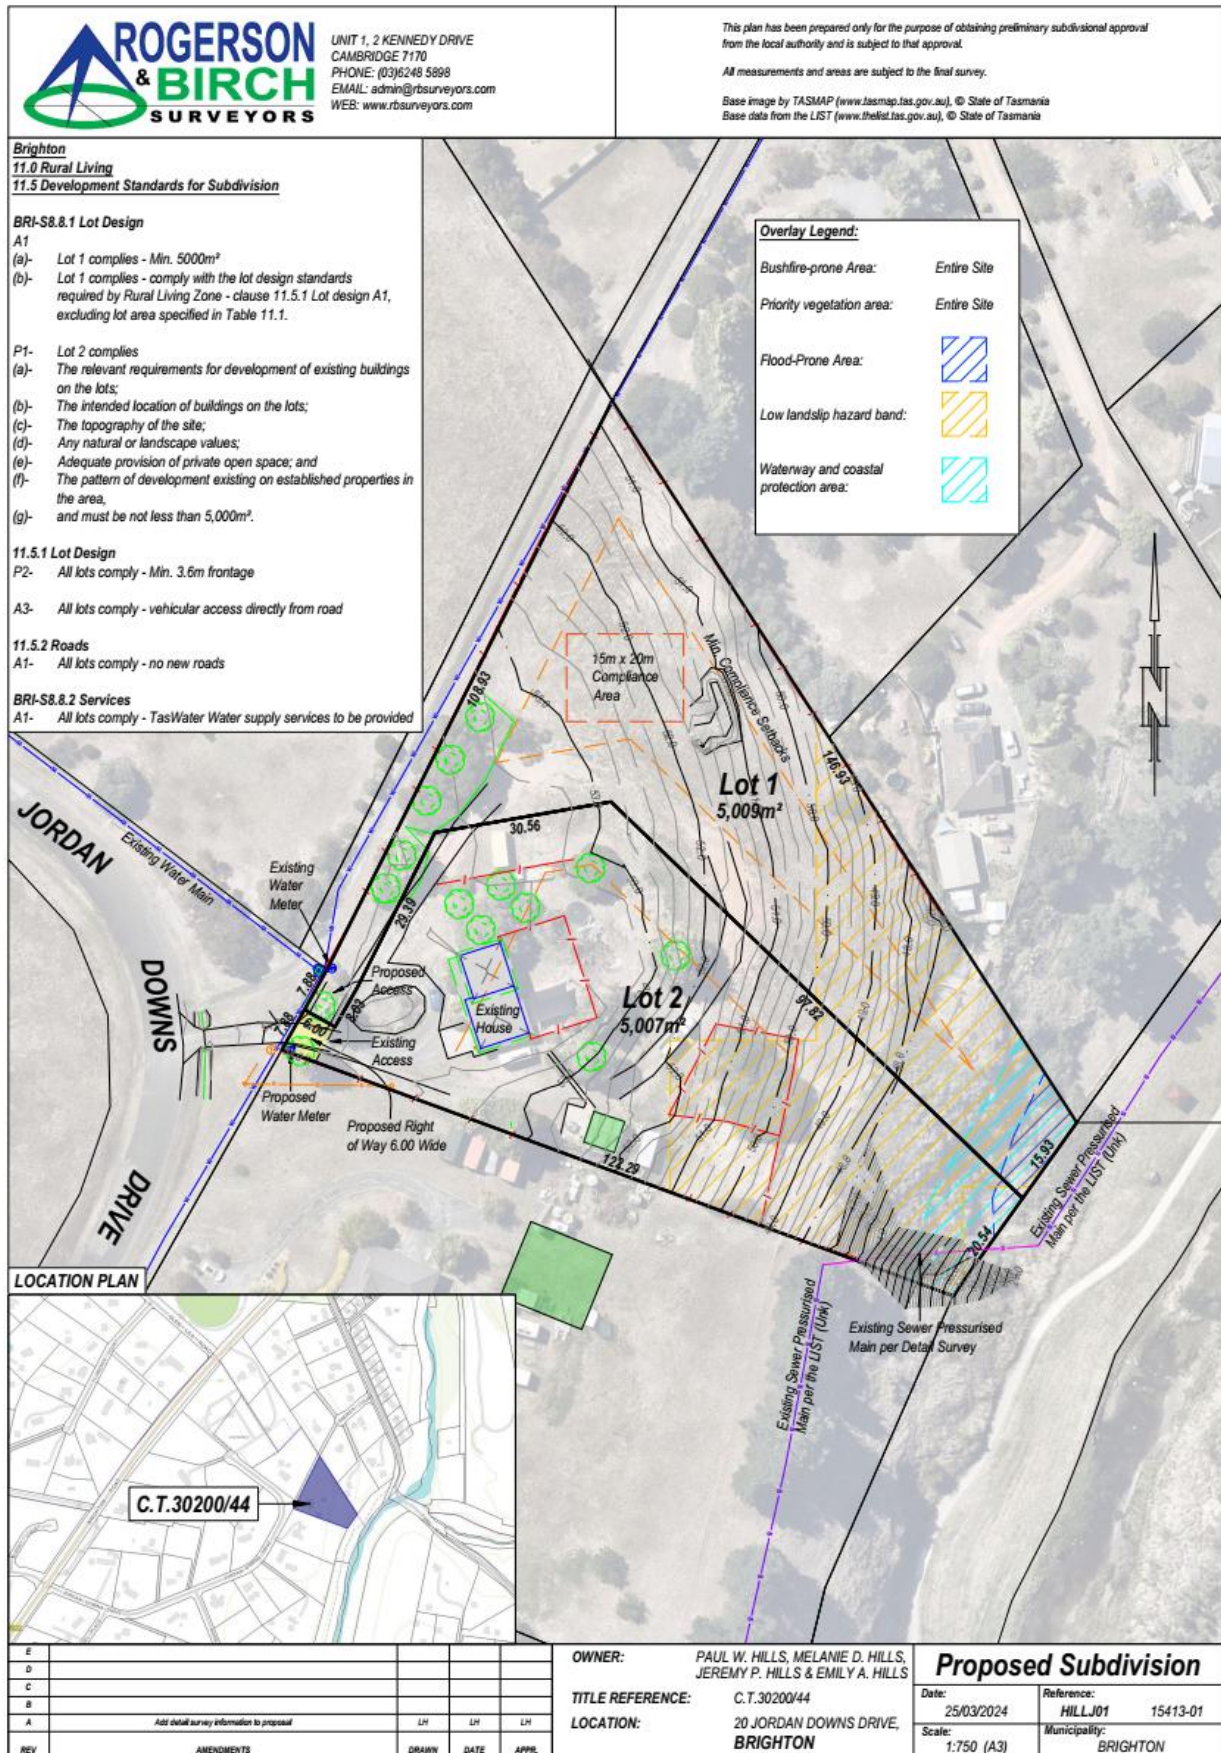 ROGERSON
& BIRCH
SURVEYORS
UNIT 1, 2 KENNEDY DRIVE
CAMBRIDGE 7170
PHONE: (03)6248 5898
EMAIL: admin@rbsurveyors.com
WEB: www.rbsurveyors.com
This plan has been prepared only for the purpose of obtaining preliminary subdivisional approval
from the local authority and is subject to that approval.
All measurements and areas are subject to the final survey.
Base image by TASMAP (www.tasmap.tas.gov.au), © State of Tasmania
Base data from the LIST (www.thelist.tas.gov.au), © State of Tasmania
Brighton
11.0 Rural Living
11.5 Development Standards for Subdivision
BRI-S8.8.1 Lot Design
A1
(a)- Lot 1 complies - Min. 5000m²
(b)- Lot 1 complies - comply with the lot design standards
required by Rural Living Zone - clause 11.5.1 Lot design A1,
excluding lot area specified in Table 11.1.
P1- Lot 2 complies
(a)- The relevant requirements for development of existing buildings
on the lots;
(b)- The intended location of buildings on the lots;
(c)- The topography of the site;
(d)- Any natural or landscape values;
(e)- Adequate provision of private open space; and
(f)- The pattern of development existing on established properties in
the area,
(g)- and must be not less than 5,000m².
11.5.1 Lot Design
P2- All lots comply - Min. 3.6m frontage
A3- All lots comply - vehicular access directly from road
11.5.2 Roads
A1- All lots comply - no new roads
BRI-S8.8.2 Services
A1- All lots comply - TasWater Water supply services to be provided
Overlay Legend:
Bushfire-prone Area: Entire Site
Priority vegetation area: Entire Site
Flood-Prone Area:
Low landslip hazard band:
Waterway and coastal
protection area:
15m x 20m
Compliance
Area
Min. Compliance Setbacks
108.93
146.93
Lot 1
5,009m²
30.56
29.39
JORDAN
DOWNS
DRIVE
Existing Water Main
Existing
Water
Meter
Proposed
Access
7.88
7.88
6.00
8.63
Existing
Access
Existing
House
Lot 2
5,007m²
97.82
Proposed
Water Meter
Proposed Right
of Way 6.00 Wide
122.29
15.93
20.54
Existing Sewer Pressurised
Main per the LIST (Unk)
Existing Sewer Pressurised
Main per the LIST (Unk)
Existing Sewer Pressurised
Main per Detail Survey
LOCATION PLAN
C.T.30200/44
E
D
C
B
A Add detail survey information to proposal LH LH LH
REV AMENDMENTS DRAWN DATE APPR.
OWNER: PAUL W. HILLS, MELANIE D. HILLS,
JEREMY P. HILLS & EMILY A. HILLS
TITLE REFERENCE: C.T.30200/44
LOCATION: 20 JORDAN DOWNS DRIVE,
BRIGHTON
Proposed Subdivision
Date: 25/03/2024
Reference: HILLJ01 15413-01
Scale: 1:750 (A3)
Municipality: BRIGHTON